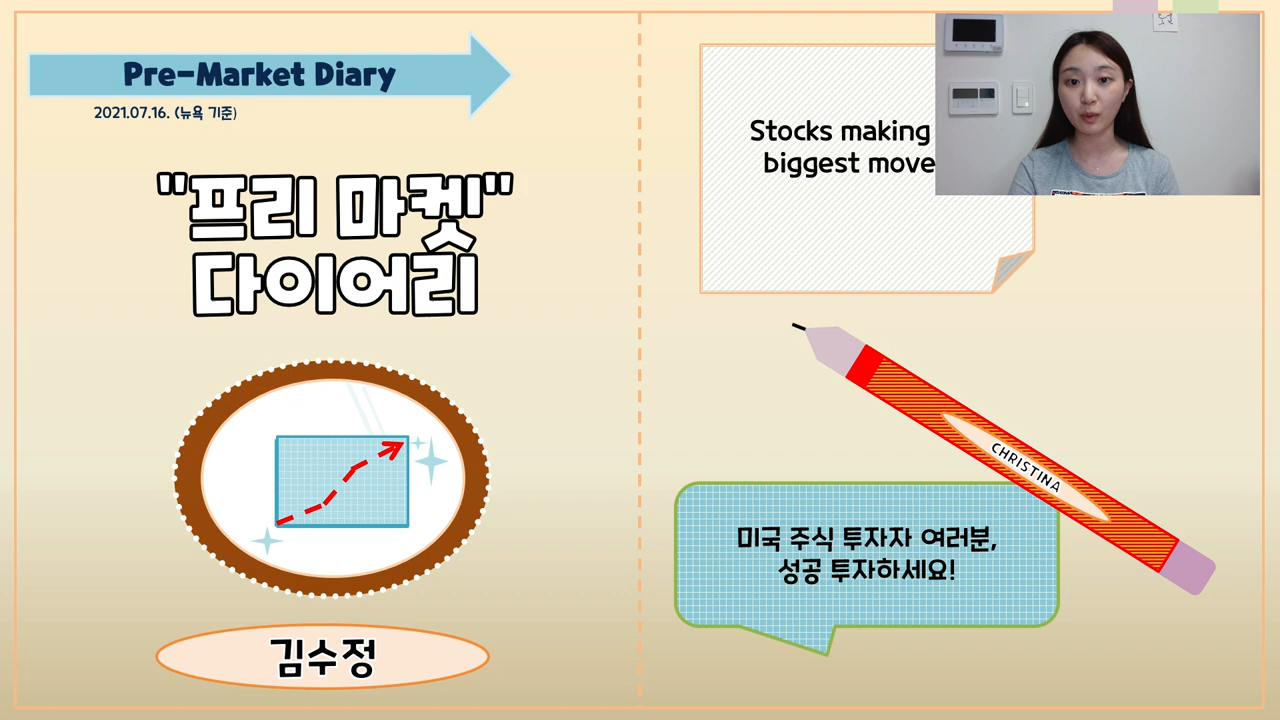 Pre-Market Diary
2021.07.16. (뉴욕 기준)
"프리 마켓"
다이어리
김수정
Stocks making
biggest move
CHRISTINA
미국 주식 투자자 여러분,
성공 투자하세요!